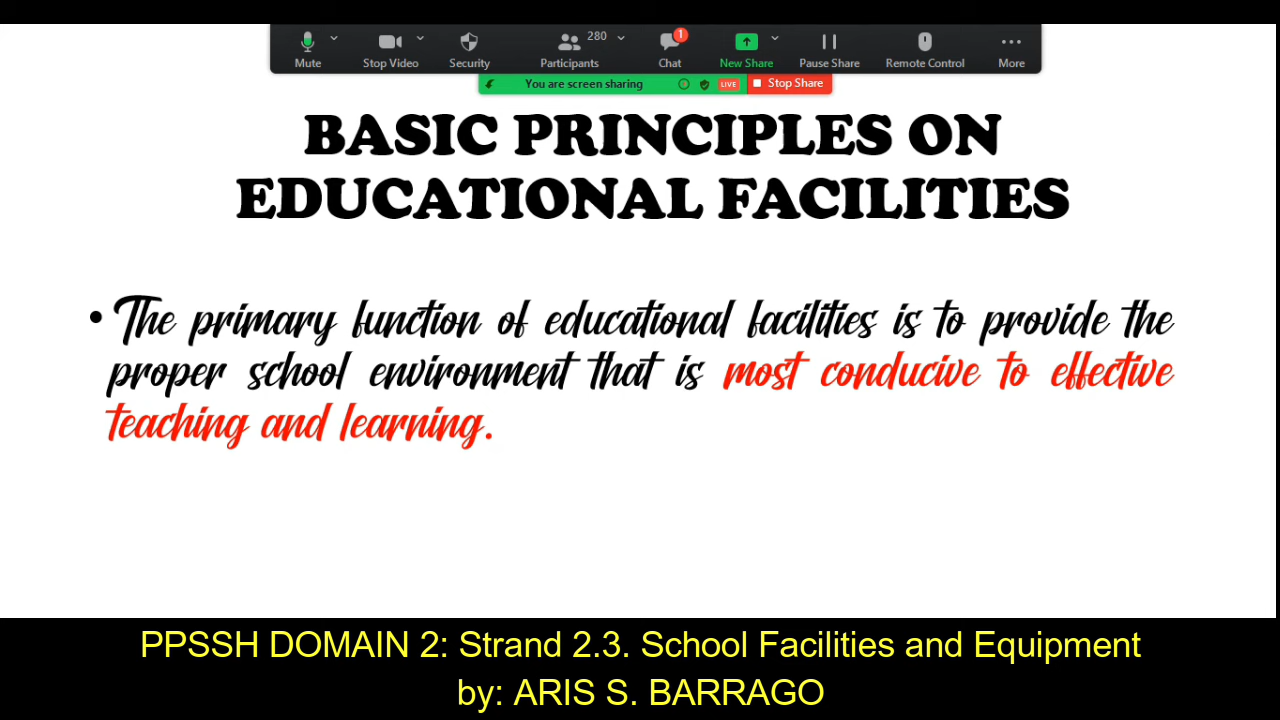 Mute
Stop Video
Security
280
Participants
1
Chat
New Share
Pause Share
Remote Control
More
You are screen sharing
LIVE
Stop Share
BASIC PRINCIPLES ON
EDUCATIONAL FACILITIES
• The primary function of educational facilities is to provide the
proper school environment that is most conducive to effective
teaching and learning.
PPSSH DOMAIN 2: Strand 2.3. School Facilities and Equipment
by: ARIS S. BARRAGO